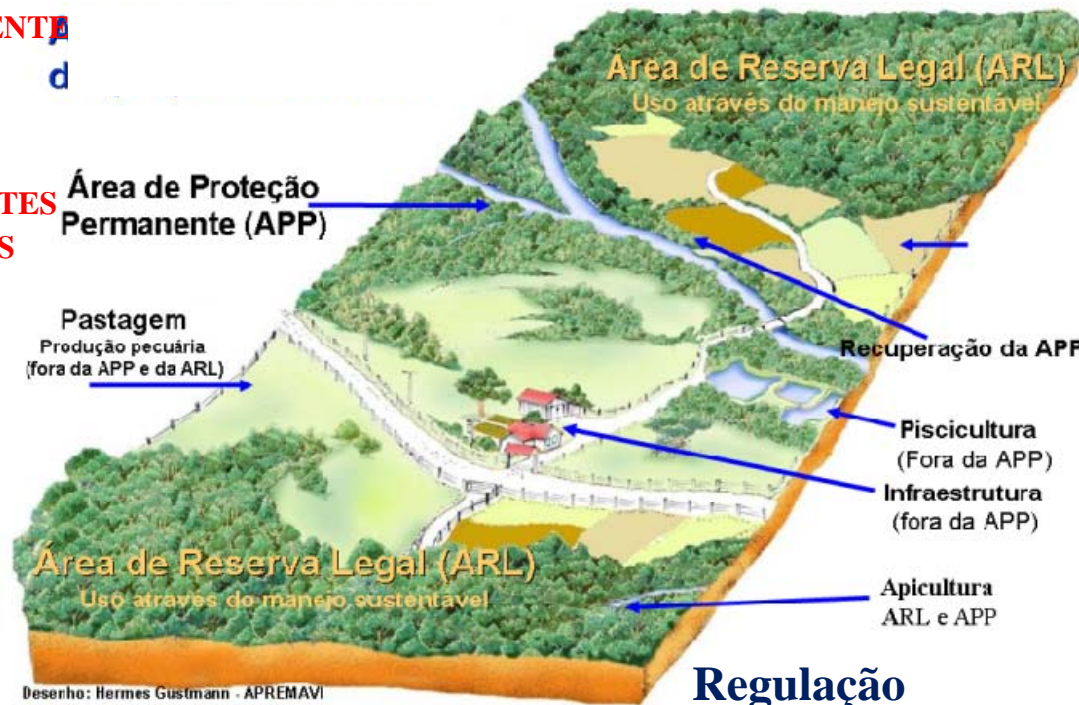 ENTE
d
Área de Reserva Legal (ARL)
Uso através do manejo sustentável
TES
S
Área de Proteção
Permanente (APP)
Pastagem
Produção pecuária
(fora da APP e da ARL)
Recuperação da APP
Piscicultura
(Fora da APP)
Infraestrutura
(fora da APP)
Área de Reserva Legal (ARL)
Uso através do manejo sustentável
Apicultura
ARL e APP
Desenho: Hermes Gustmann - APREMAVI
Regulação